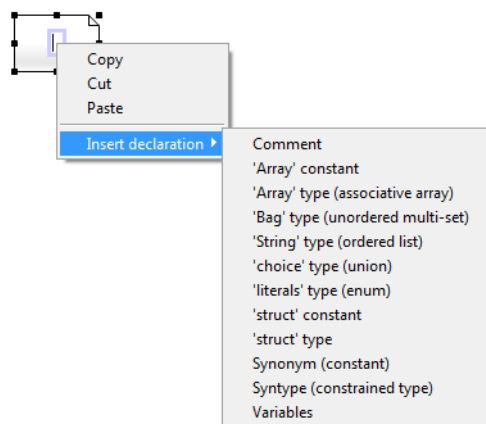 Copy
Cut
Paste
Insert declaration
Comment
'Array' constant
'Array' type (associative array)
'Bag' type (unordered multi-set)
'String' type (ordered list)
'choice' type (union)
'literals' type (enum)
'struct' constant
'struct' type
Synonym (constant)
Syntype (constrained type)
Variables